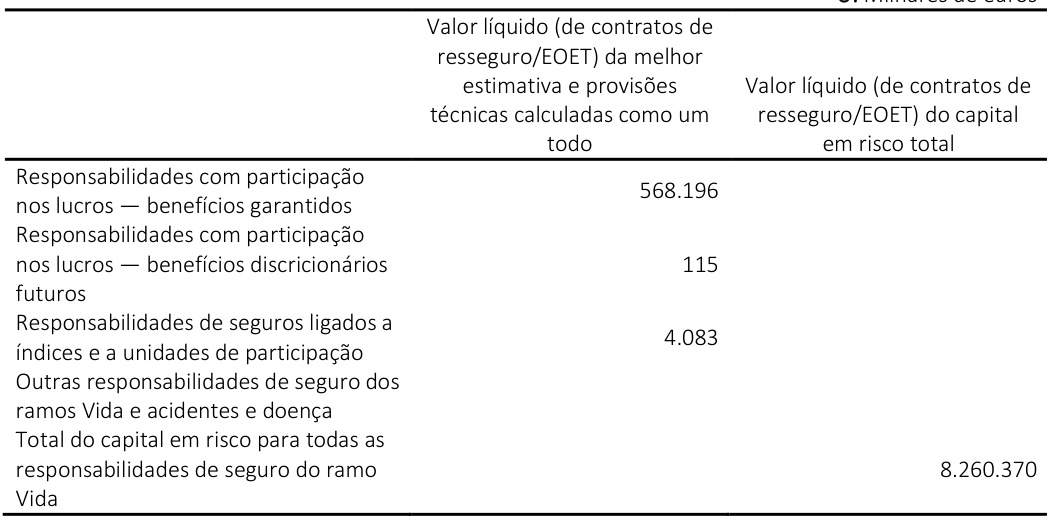 U: Milhares de euros
Valor líquido (de contratos de
resseguro/EOET) da melhor
estimativa e provisões
técnicas calculadas como um
todo
Valor líquido (de contratos de
resseguro/EOET) do capital
em risco total
Responsabilidades com participação
nos lucros — benefícios garantidos
568.196
Responsabilidades com participação
nos lucros — benefícios discricionários
futuros
115
Responsabilidades de seguros ligados a
índices e a unidades de participação
4.083
Outras responsabilidades de seguro dos
ramos Vida e acidentes e doença
Total do capital em risco para todas as
responsabilidades de seguro do ramo
Vida
8.260.370